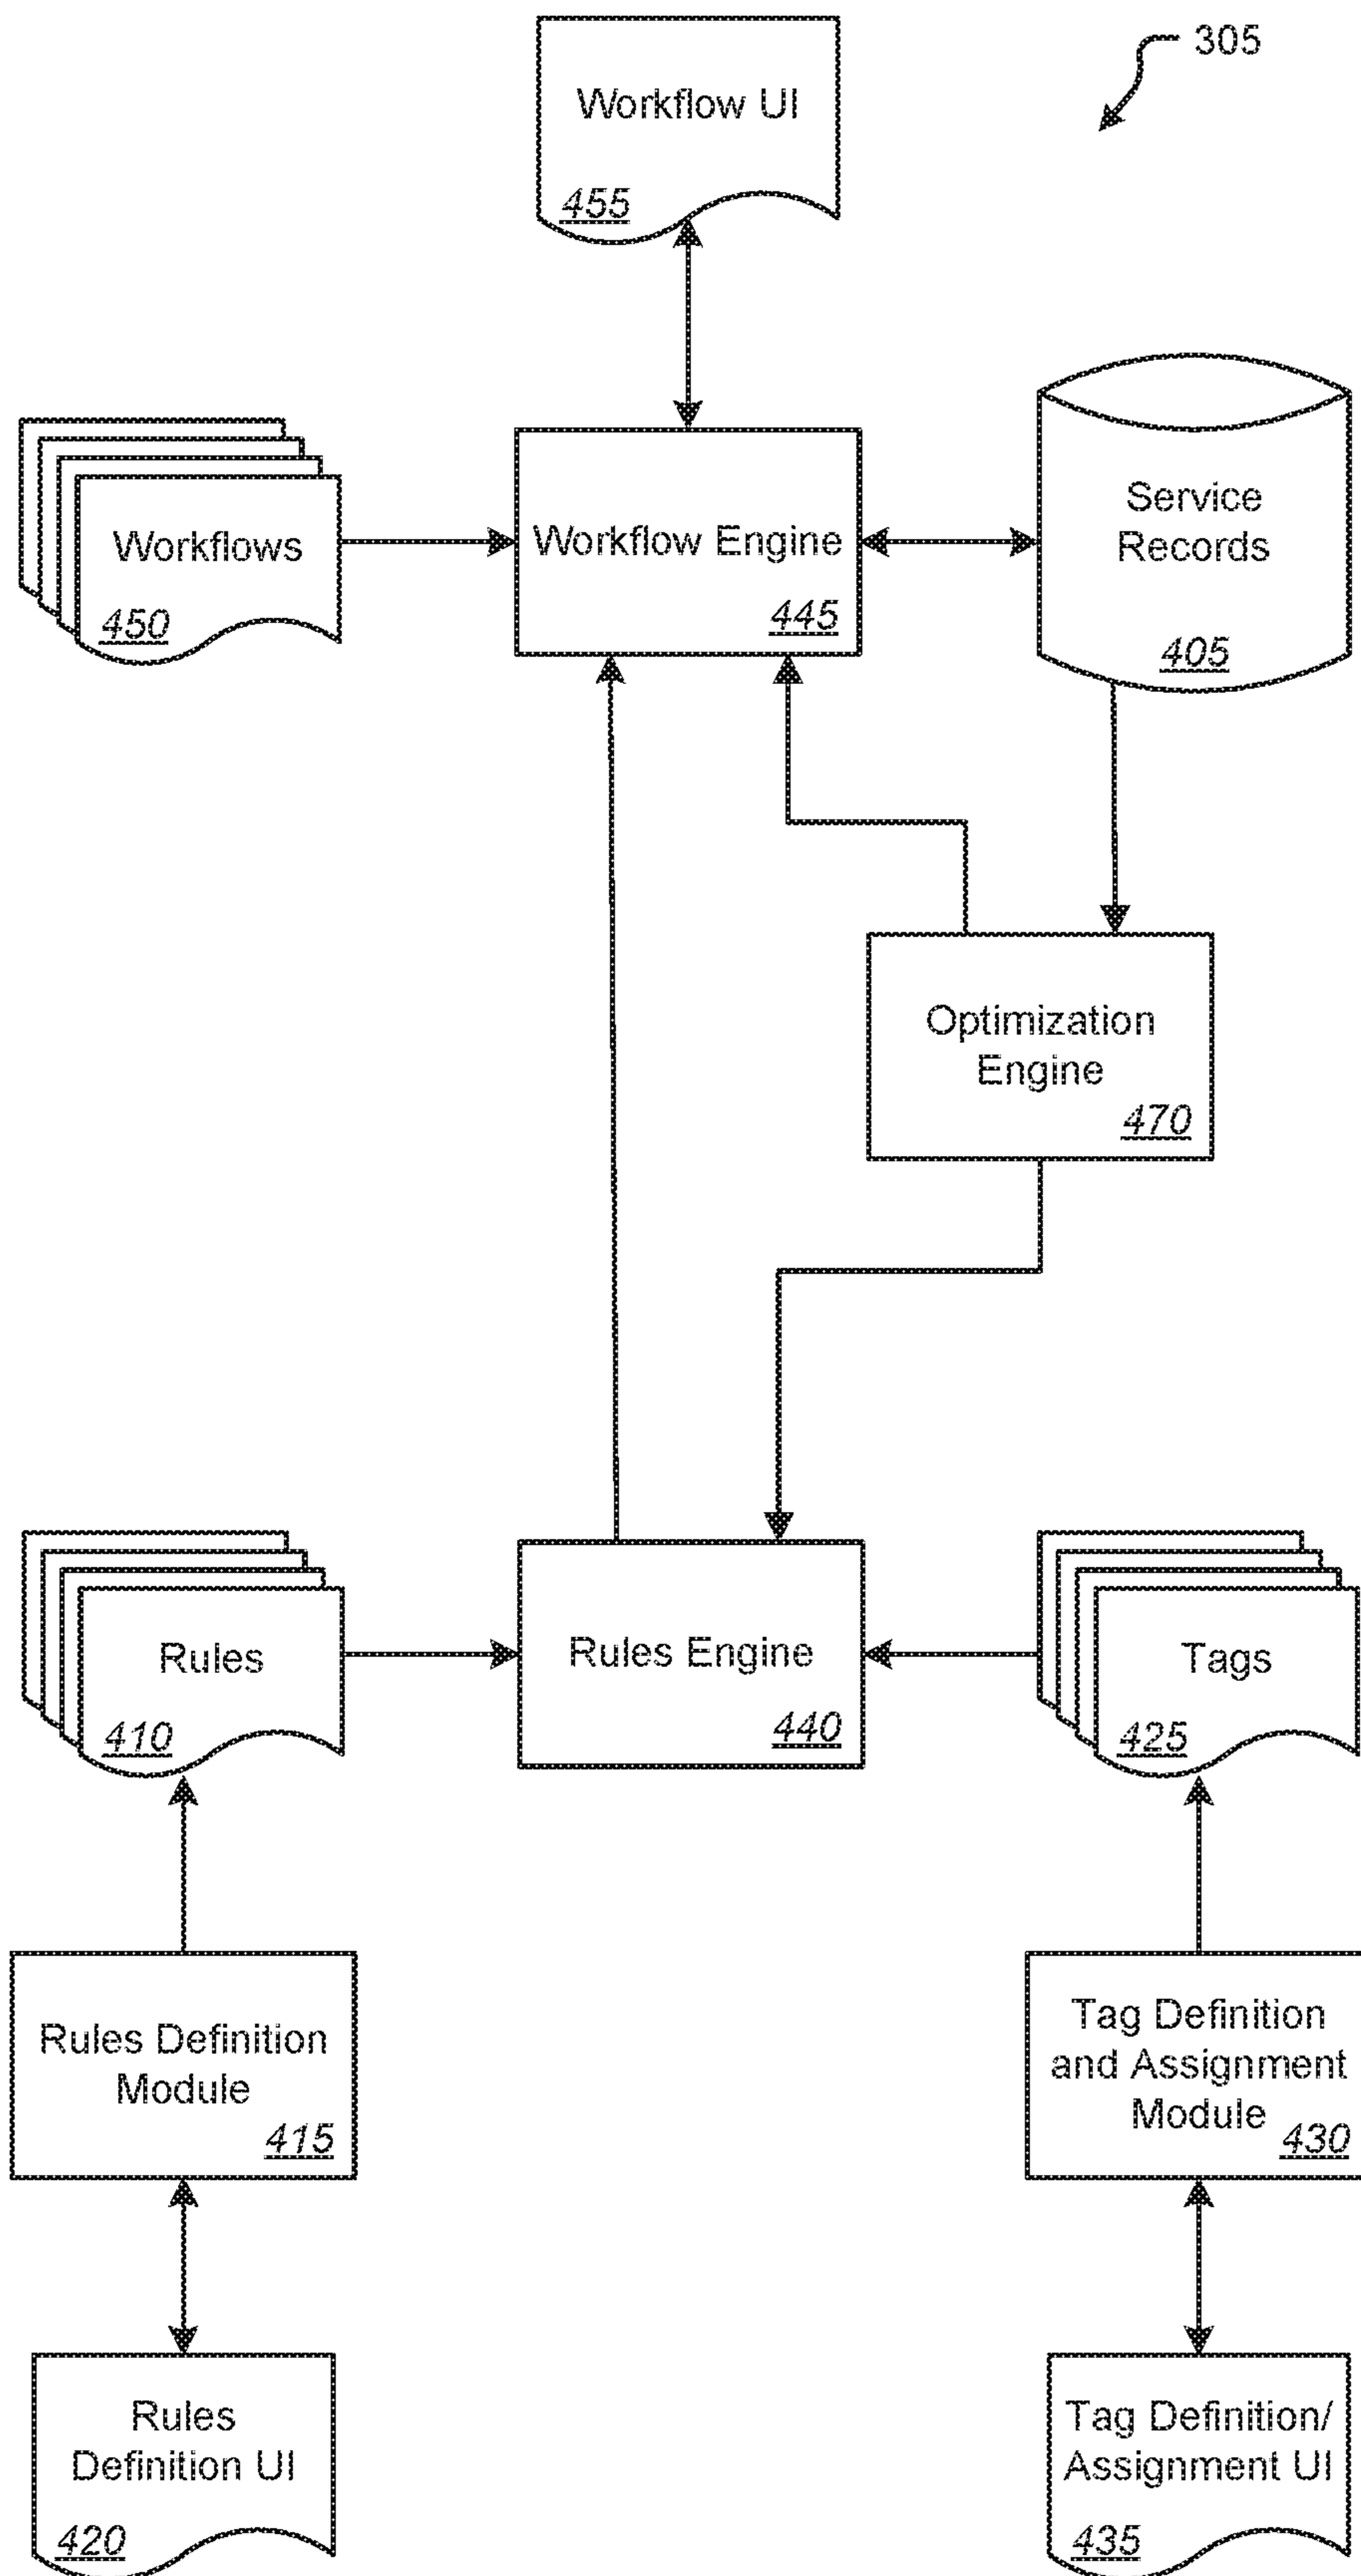 305
Workflow UI
455
Workflows
450
Workflow Engine
445
Service
Records
405
Optimization
Engine
470
Rules
410
Rules Engine
440
Tags
425
Rules Definition
Module
415
Tag Definition
and Assignment
Module
430
Rules
Definition UI
420
Tag Definition/
Assignment UI
435